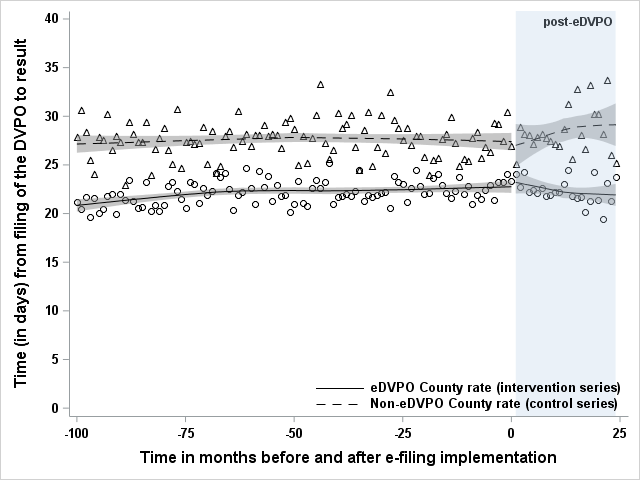 post-eDVPO
40
35
30
25
20
15
10
5
0
Time (in days) from filing of the DVPO to result
eDVPO County rate (intervention series)
Non-eDVPO County rate (control series)
-100 -75 -50 -25 0 25
Time in months before and after e-filing implementation